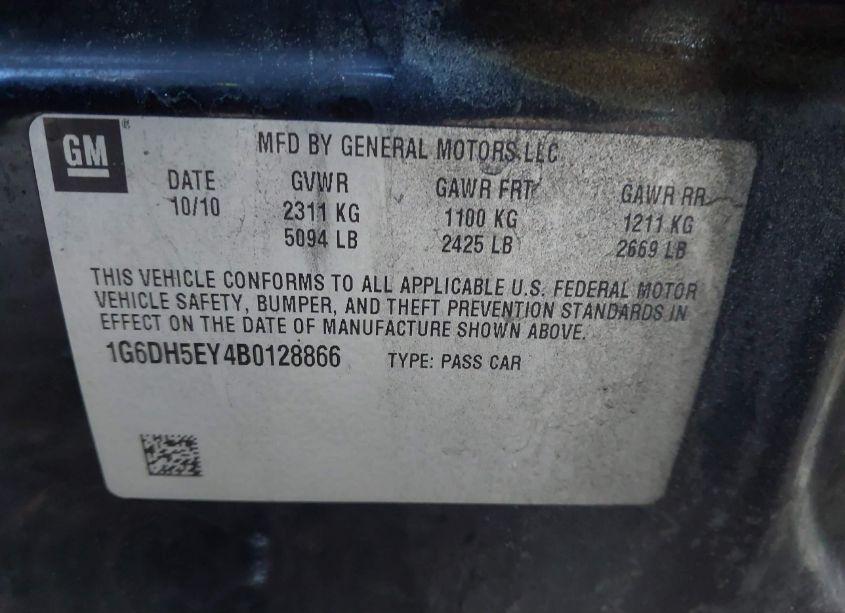 GM®
MFD BY GENERAL MOTORS LLC
DATE GVWR GAWR FRT GAWR RR
10/10 2311 KG 1100 KG 1211 KG
5094 LB 2425 LB 2669 LB
THIS VEHICLE CONFORMS TO ALL APPLICABLE U.S. FEDERAL MOTOR
VEHICLE SAFETY, BUMPER, AND THEFT PREVENTION STANDARDS IN
EFFECT ON THE DATE OF MANUFACTURE SHOWN ABOVE.
1G6DH5EY4B0128866 TYPE: PASS CAR